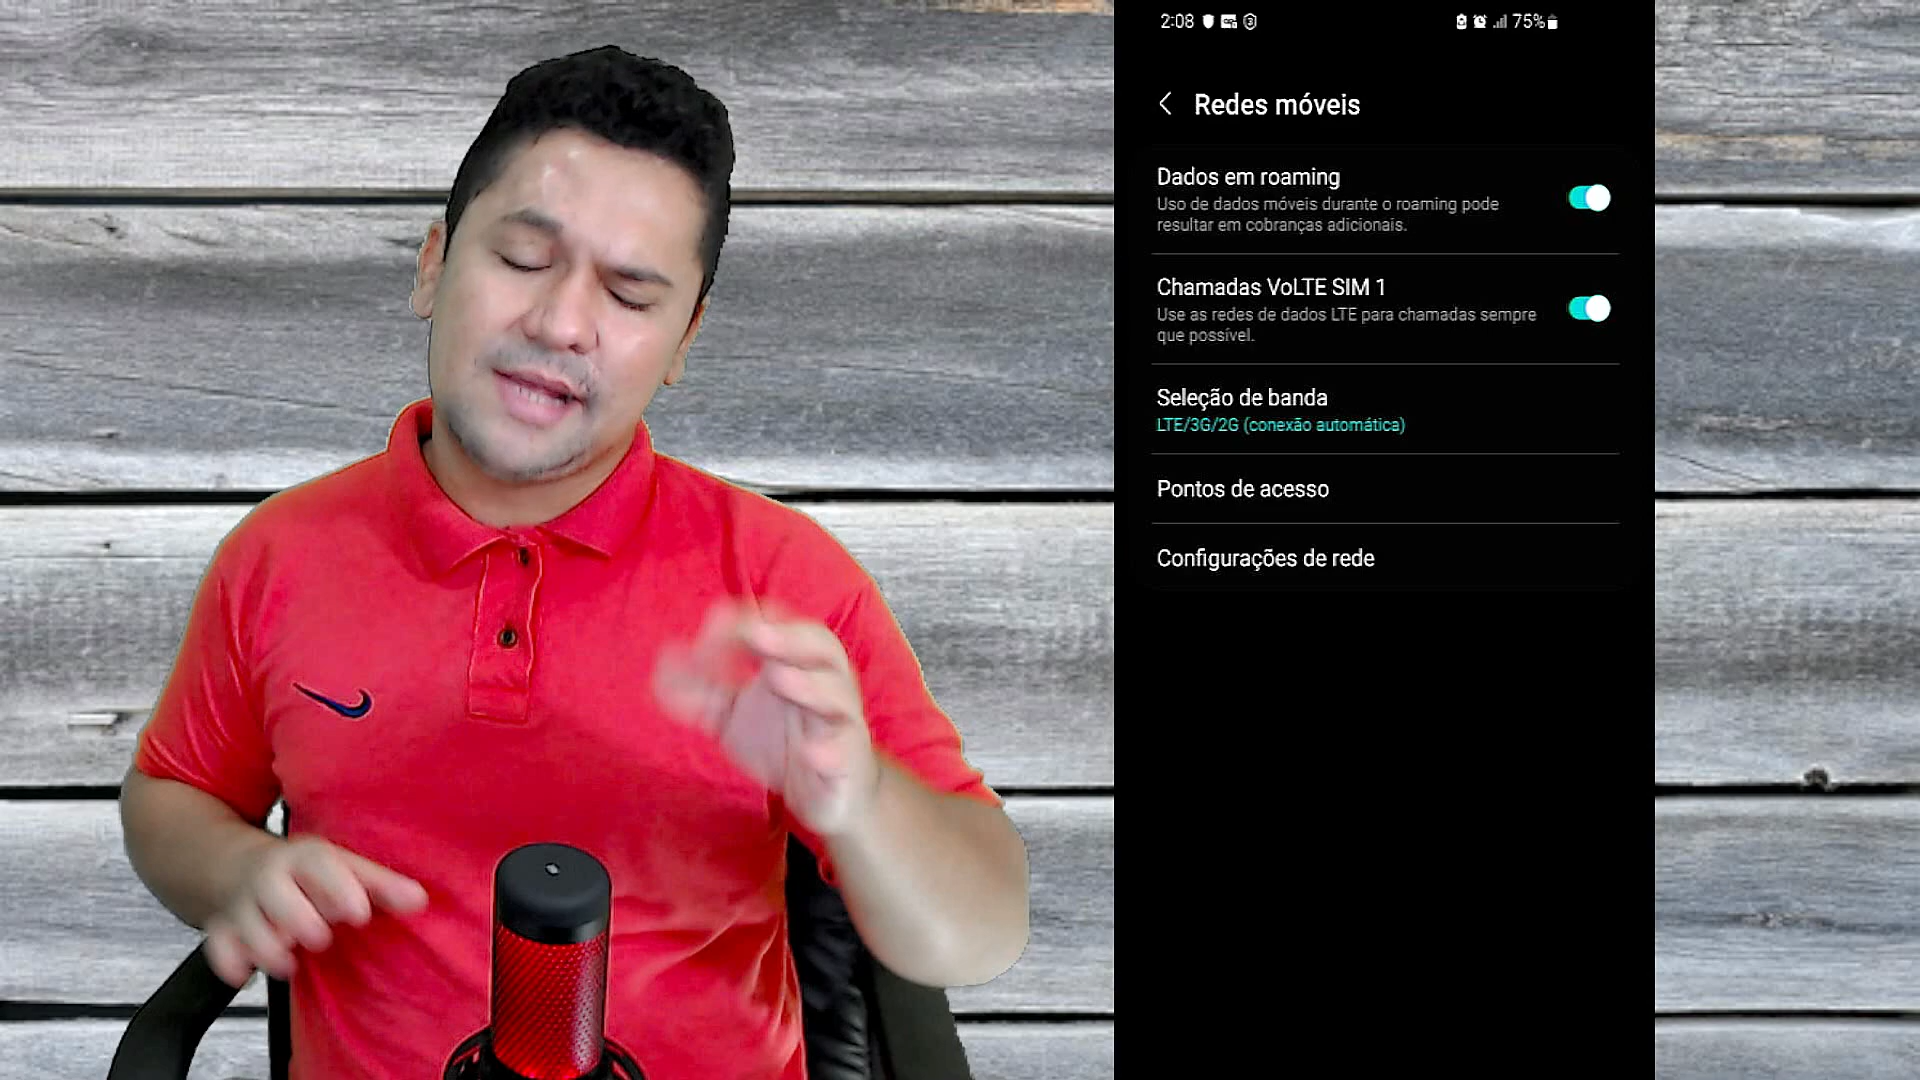 2:08
75%
Redes móveis
Dados em roaming
Uso de dados móveis durante o roaming pode
resultar em cobranças adicionais.
Chamadas VoLTE SIM 1
Use as redes de dados LTE para chamadas sempre
que possível.
Seleção de banda
LTE/3G/2G (conexão automática)
Pontos de acesso
Configurações de rede